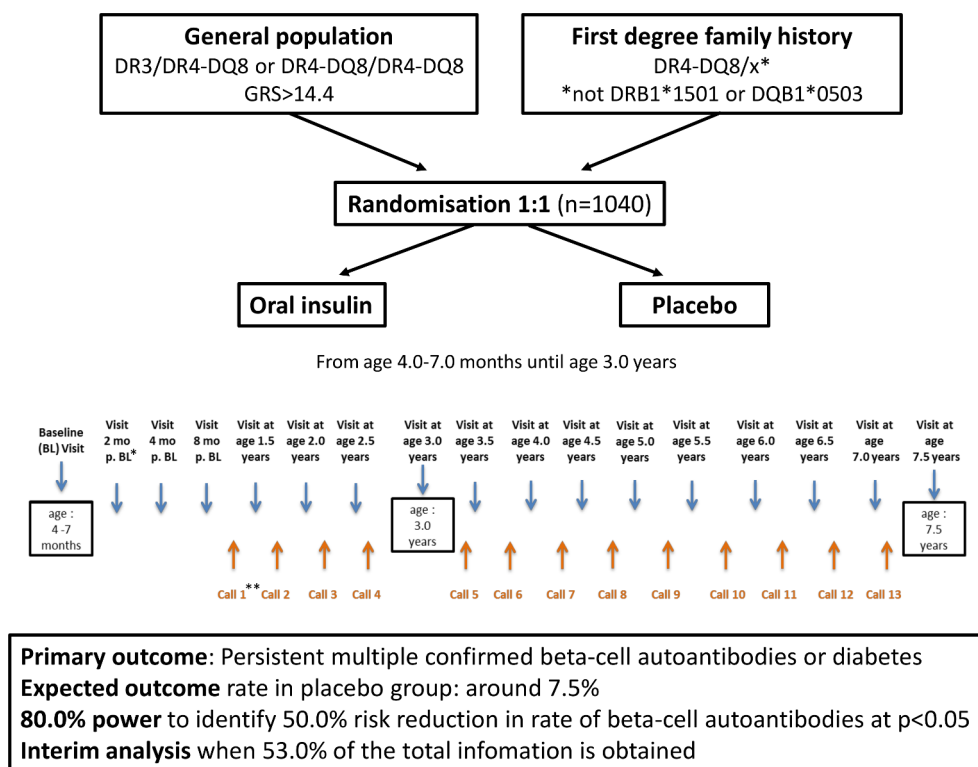 General population
DR3/DR4-DQ8 or DR4-DQ8/DR4-DQ8
GRS>14.4
First degree family history
DR4-DQ8/x*
*not DRB1*1501 or DQB1*0503
Randomisation 1:1 (n=1040)
Oral insulin
Placebo
From age 4.0-7.0 months until age 3.0 years
Baseline
(BL) Visit
Visit
2 mo
p. BL*
Visit
4 mo
p. BL
Visit
8 mo
p. BL
Visit at
age 1.5
years
Visit at
age 2.0
years
Visit at
age 2.5
years
Visit at
age 3.0
years
Visit at
age 3.5
years
Visit at
age 4.0
years
Visit at
age 4.5
years
Visit at
age 5.0
years
Visit at
age 5.5
years
Visit at
age 6.0
years
Visit at
age 6.5
years
Visit at
age
7.0 years
Visit at
age
7.5 years
age :
4 -7
months
age :
3.0
years
age :
7.5
years
Call 1** Call 2 Call 3 Call 4 Call 5 Call 6 Call 7 Call 8 Call 9 Call 10 Call 11 Call 12 Call 13
Primary outcome: Persistent multiple confirmed beta-cell autoantibodies or diabetes
Expected outcome rate in placebo group: around 7.5%
80.0% power to identify 50.0% risk reduction in rate of beta-cell autoantibodies at p<0.05
Interim analysis when 53.0% of the total infomation is obtained